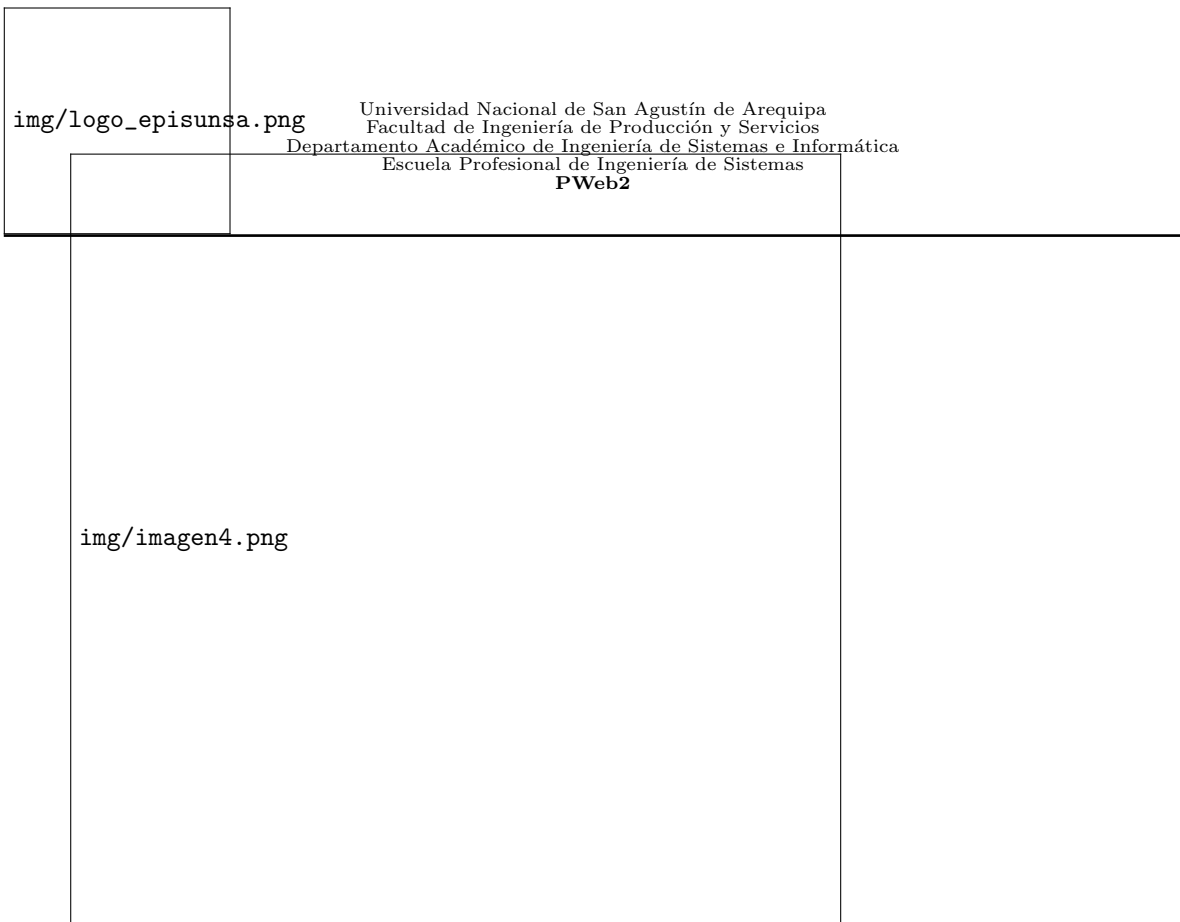 img/logo_episunsa.png
Universidad Nacional de San Agustín de Arequipa
Facultad de Ingeniería de Producción y Servicios
Departamento Académico de Ingeniería de Sistemas e Informática
Escuela Profesional de Ingeniería de Sistemas
PWeb2
img/imagen4.png